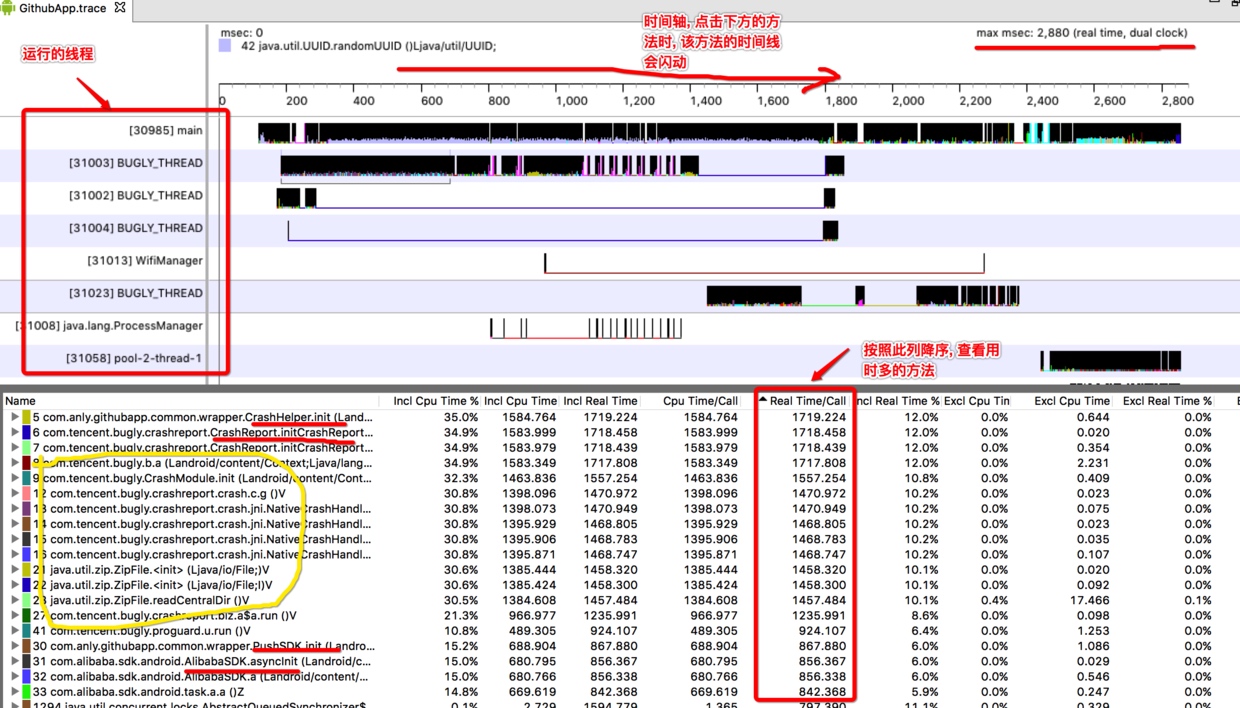 GithubApp.trace
msec: 0
42 java.util.UUID.randomUUID ()Ljava/util/UUID;
max msec: 2,880 (real time, dual clock)
时间轴, 点击下方的方
法时, 该方法的时间线
会闪动
运行的线程
0 200 400 600 800 1,000 1,200 1,400 1,600 1,800 2,000 2,200 2,400 2,600 2,800
[30985] main
[31003] BUGLY_THREAD
[31002] BUGLY_THREAD
[31004] BUGLY_THREAD
[31013] WifiManager
[31023] BUGLY_THREAD
[31008] java.lang.ProcessManager
[31058] pool-2-thread-1
按照此列降序, 查看用
时多的方法
Name Incl Cpu Time % Incl Cpu Time Incl Real Time Cpu Time/Call Real Time/Call ncl Real Time % Excl Cpu Tin Excl Cpu Time Excl Real Time %
5 com.anly.githubapp.common.wrapper.CrashHelper.init (Land... 35.0% 1584.764 1719.224 1584.764 1719.224 12.0% 0.0% 0.644 0.0%
6 com.tencent.bugly.crashreport.CrashReport.initCrashReport... 34.9% 1583.999 1718.458 1583.999 1718.458 12.0% 0.0% 0.020 0.0%
7 com.tencent.bugly.crashreport.CrashReport.initCrashReport... 34.9% 1583.979 1718.439 1583.979 1718.439 12.0% 0.0% 0.354 0.0%
com.tencent.bugly.b.a (Landroid/content/Context;Ljava/lang... 34.9% 1583.349 1717.808 1583.349 1717.808 12.0% 0.0% 2.231 0.0%
9 com.tencent.bugly.CrashModule.init (Landroid/content/Cont... 32.3% 1463.836 1557.254 1463.836 1557.254 10.8% 0.0% 0.409 0.0%
12 com.tencent.bugly.crashreport.crash.c.g ()V 30.8% 1398.096 1470.972 1398.096 1470.972 10.2% 0.0% 0.023 0.0%
13 com.tencent.bugly.crashreport.crash.jni.NativeCrashHandl... 30.8% 1398.073 1470.949 1398.073 1470.949 10.2% 0.0% 0.075 0.0%
14 com.tencent.bugly.crashreport.crash.jni.NativeCrashHandl... 30.8% 1395.929 1468.805 1395.929 1468.805 10.2% 0.0% 0.023 0.0%
15 com.tencent.bugly.crashreport.crash.jni.NativeCrashHandl... 30.8% 1395.906 1468.783 1395.906 1468.783 10.2% 0.0% 0.035 0.0%
16 com.tencent.bugly.crashreport.crash.jni.NativeCrashHandl... 30.8% 1395.871 1468.747 1395.871 1468.747 10.2% 0.0% 0.107 0.0%
21 java.util.zip.ZipFile.<init> (Ljava/io/File;)V 30.6% 1385.444 1458.320 1385.444 1458.320 10.1% 0.0% 0.020 0.0%
22 java.util.zip.ZipFile.<init> (Ljava/io/File;I)V 30.6% 1385.424 1458.300 1385.424 1458.300 10.1% 0.0% 0.092 0.0%
23 java.util.zip.ZipFile.readCentralDir ()V 30.5% 1384.608 1457.484 1384.608 1457.484 10.1% 0.4% 17.466 0.1%
27 com.tencent.bugly.crashreport.biz.a$a.run ()V 21.3% 966.977 1235.991 966.977 1235.991 8.6% 0.0% 0.098 0.0%
41 com.tencent.bugly.proguard.u.run ()V 10.8% 489.305 924.107 489.305 924.107 6.4% 0.0% 1.253 0.0%
30 com.anly.githubapp.common.wrapper.PushSDK.init (Landro... 15.2% 688.904 867.880 688.904 867.880 6.0% 0.0% 1.086 0.0%
31 com.alibaba.sdk.android.AlibabaSDK.asyncInit (Landroid/c... 15.0% 680.795 856.367 680.795 856.367 6.0% 0.0% 0.029 0.0%
32 com.alibaba.sdk.android.AlibabaSDK.a (Landroid/content/... 15.0% 680.766 856.338 680.766 856.338 6.0% 0.0% 0.546 0.0%
33 com.alibaba.sdk.android.task.a.a ()Z 14.8% 669.619 842.368 669.619 842.368 5.9% 0.0% 0.247 0.0%
1294 java.util.concurrent.locks.AbstractQueuedSynchronizer$ 0.1% 2.729 1594.779 1.365 797.390 11.1% 0.0% 0.329 0.0%